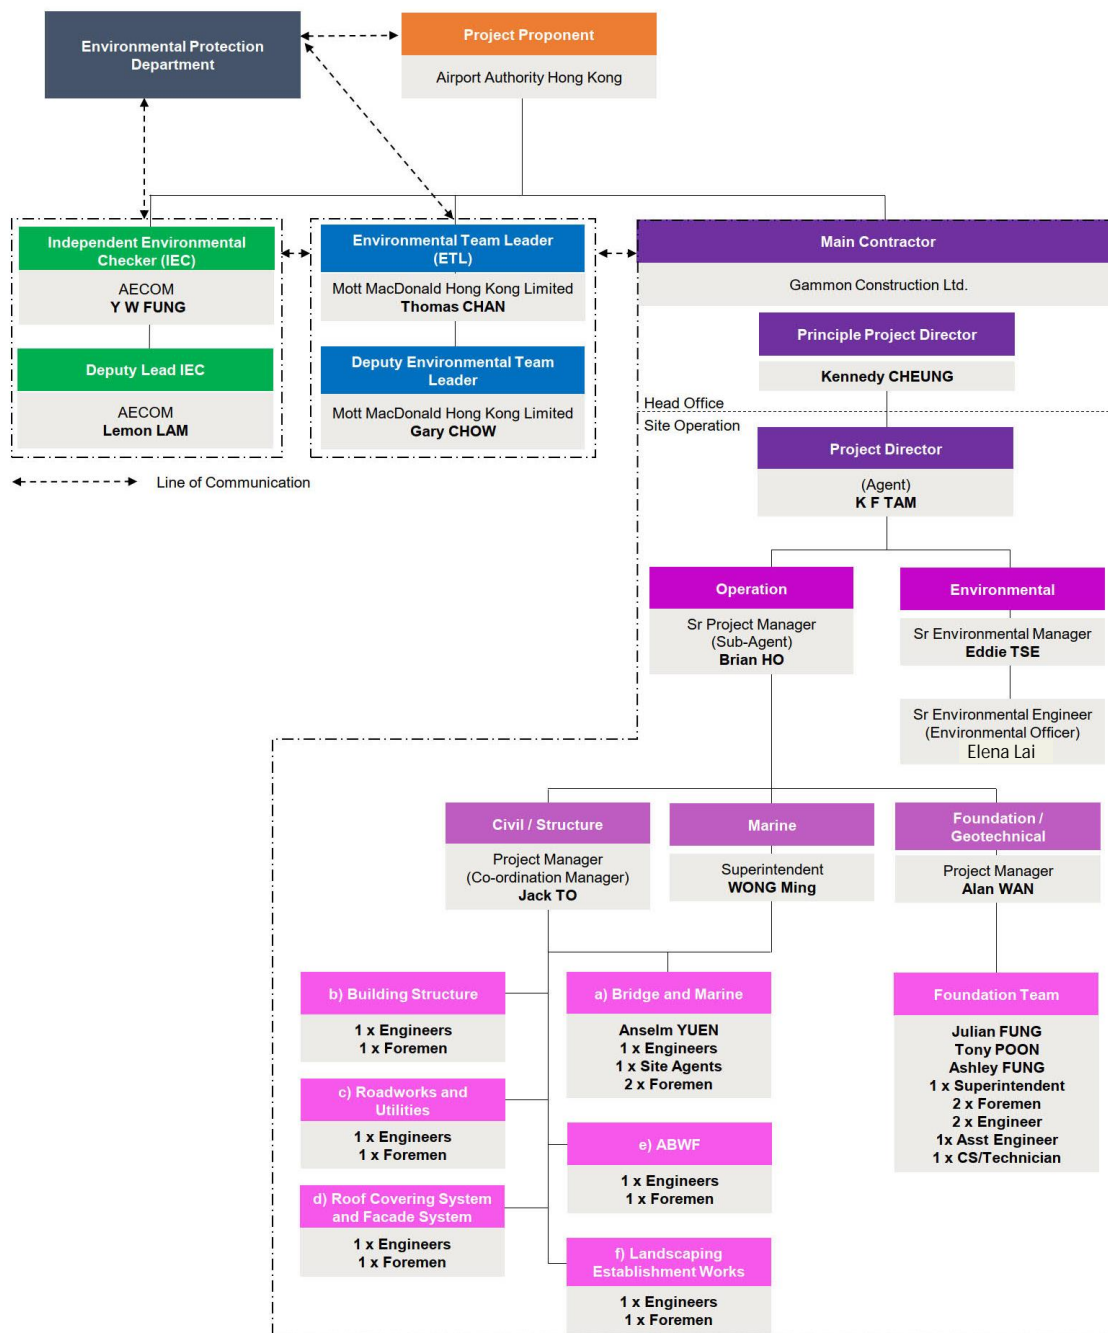 Environmental Protection
Department
Project Proponent
Airport Authority Hong Kong
Independent Environmental
Checker (IEC)
AECOM
Y W FUNG
Deputy Lead IEC
AECOM
Lemon LAM
Environmental Team Leader
(ETL)
Mott MacDonald Hong Kong Limited
Thomas CHAN
Deputy Environmental Team
Leader
Mott MacDonald Hong Kong Limited
Gary CHOW
Line of Communication
Main Contractor
Gammon Construction Ltd.
Principle Project Director
Kennedy CHEUNG
Head Office
Site Operation
Project Director
(Agent)
K F TAM
Operation
Sr Project Manager
(Sub-Agent)
Brian HO
Environmental
Sr Environmental Manager
Eddie TSE
Sr Environmental Engineer
(Environmental Officer)
Elena Lai
Civil / Structure
Project Manager
(Co-ordination Manager)
Jack TO
Marine
Superintendent
WONG Ming
Foundation /
Geotechnical
Project Manager
Alan WAN
b) Building Structure
1 x Engineers
1 x Foremen
a) Bridge and Marine
Anselm YUEN
1 x Engineers
1 x Site Agents
2 x Foremen
Foundation Team
Julian FUNG
Tony POON
Ashley FUNG
1 x Superintendent
2 x Foremen
2 x Engineer
1x Asst Engineer
1 x CS/Technician
c) Roadworks and
Utilities
1 x Engineers
1 x Foremen
e) ABWF
1 x Engineers
1 x Foremen
d) Roof Covering System
and Facade System
1 x Engineers
1 x Foremen
f) Landscaping
Establishment Works
1 x Engineers
1 x Foremen